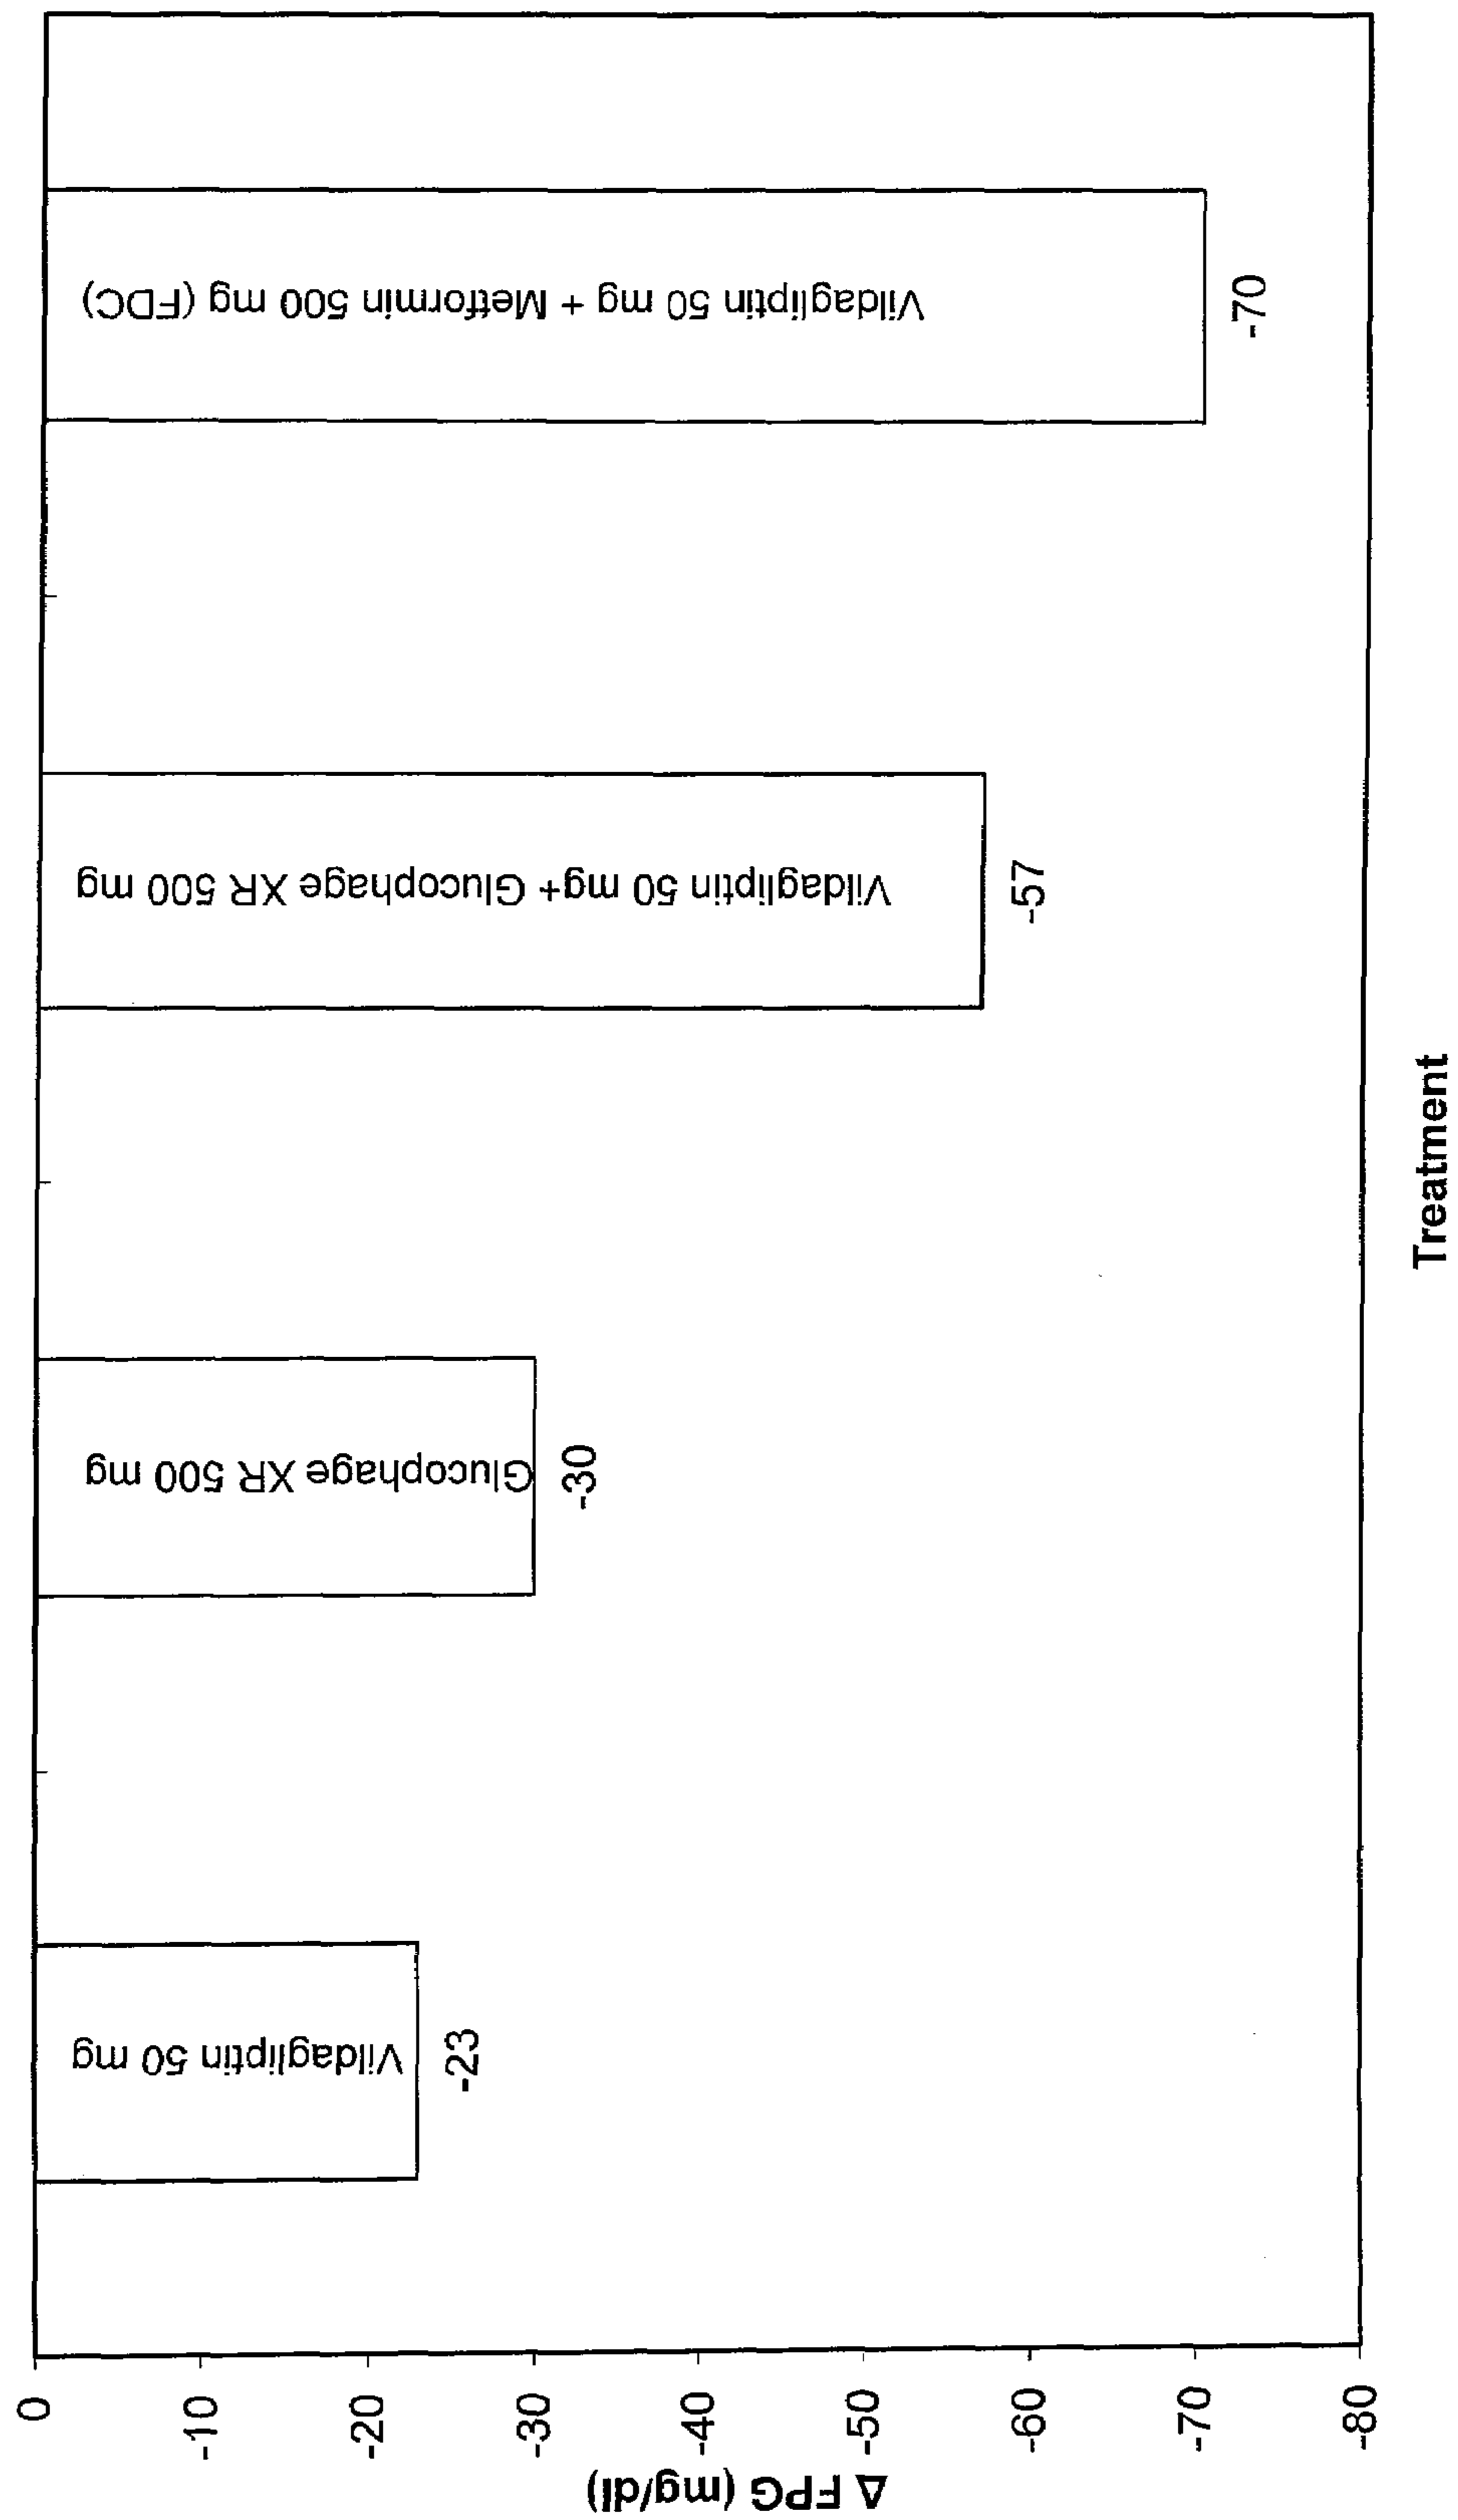 Δ FPG (mg/dl)
0
-10
-20
-30
-40
-50
-60
-70
-80
Vildagliptin 50 mg
-23
Glucophage XR 500 mg
-30
Vildagliptin 50 mg+ Glucophage XR 500 mg
-57
Vildagliptin 50 mg + Metformin 500 mg (FDC)
-70
Treatment